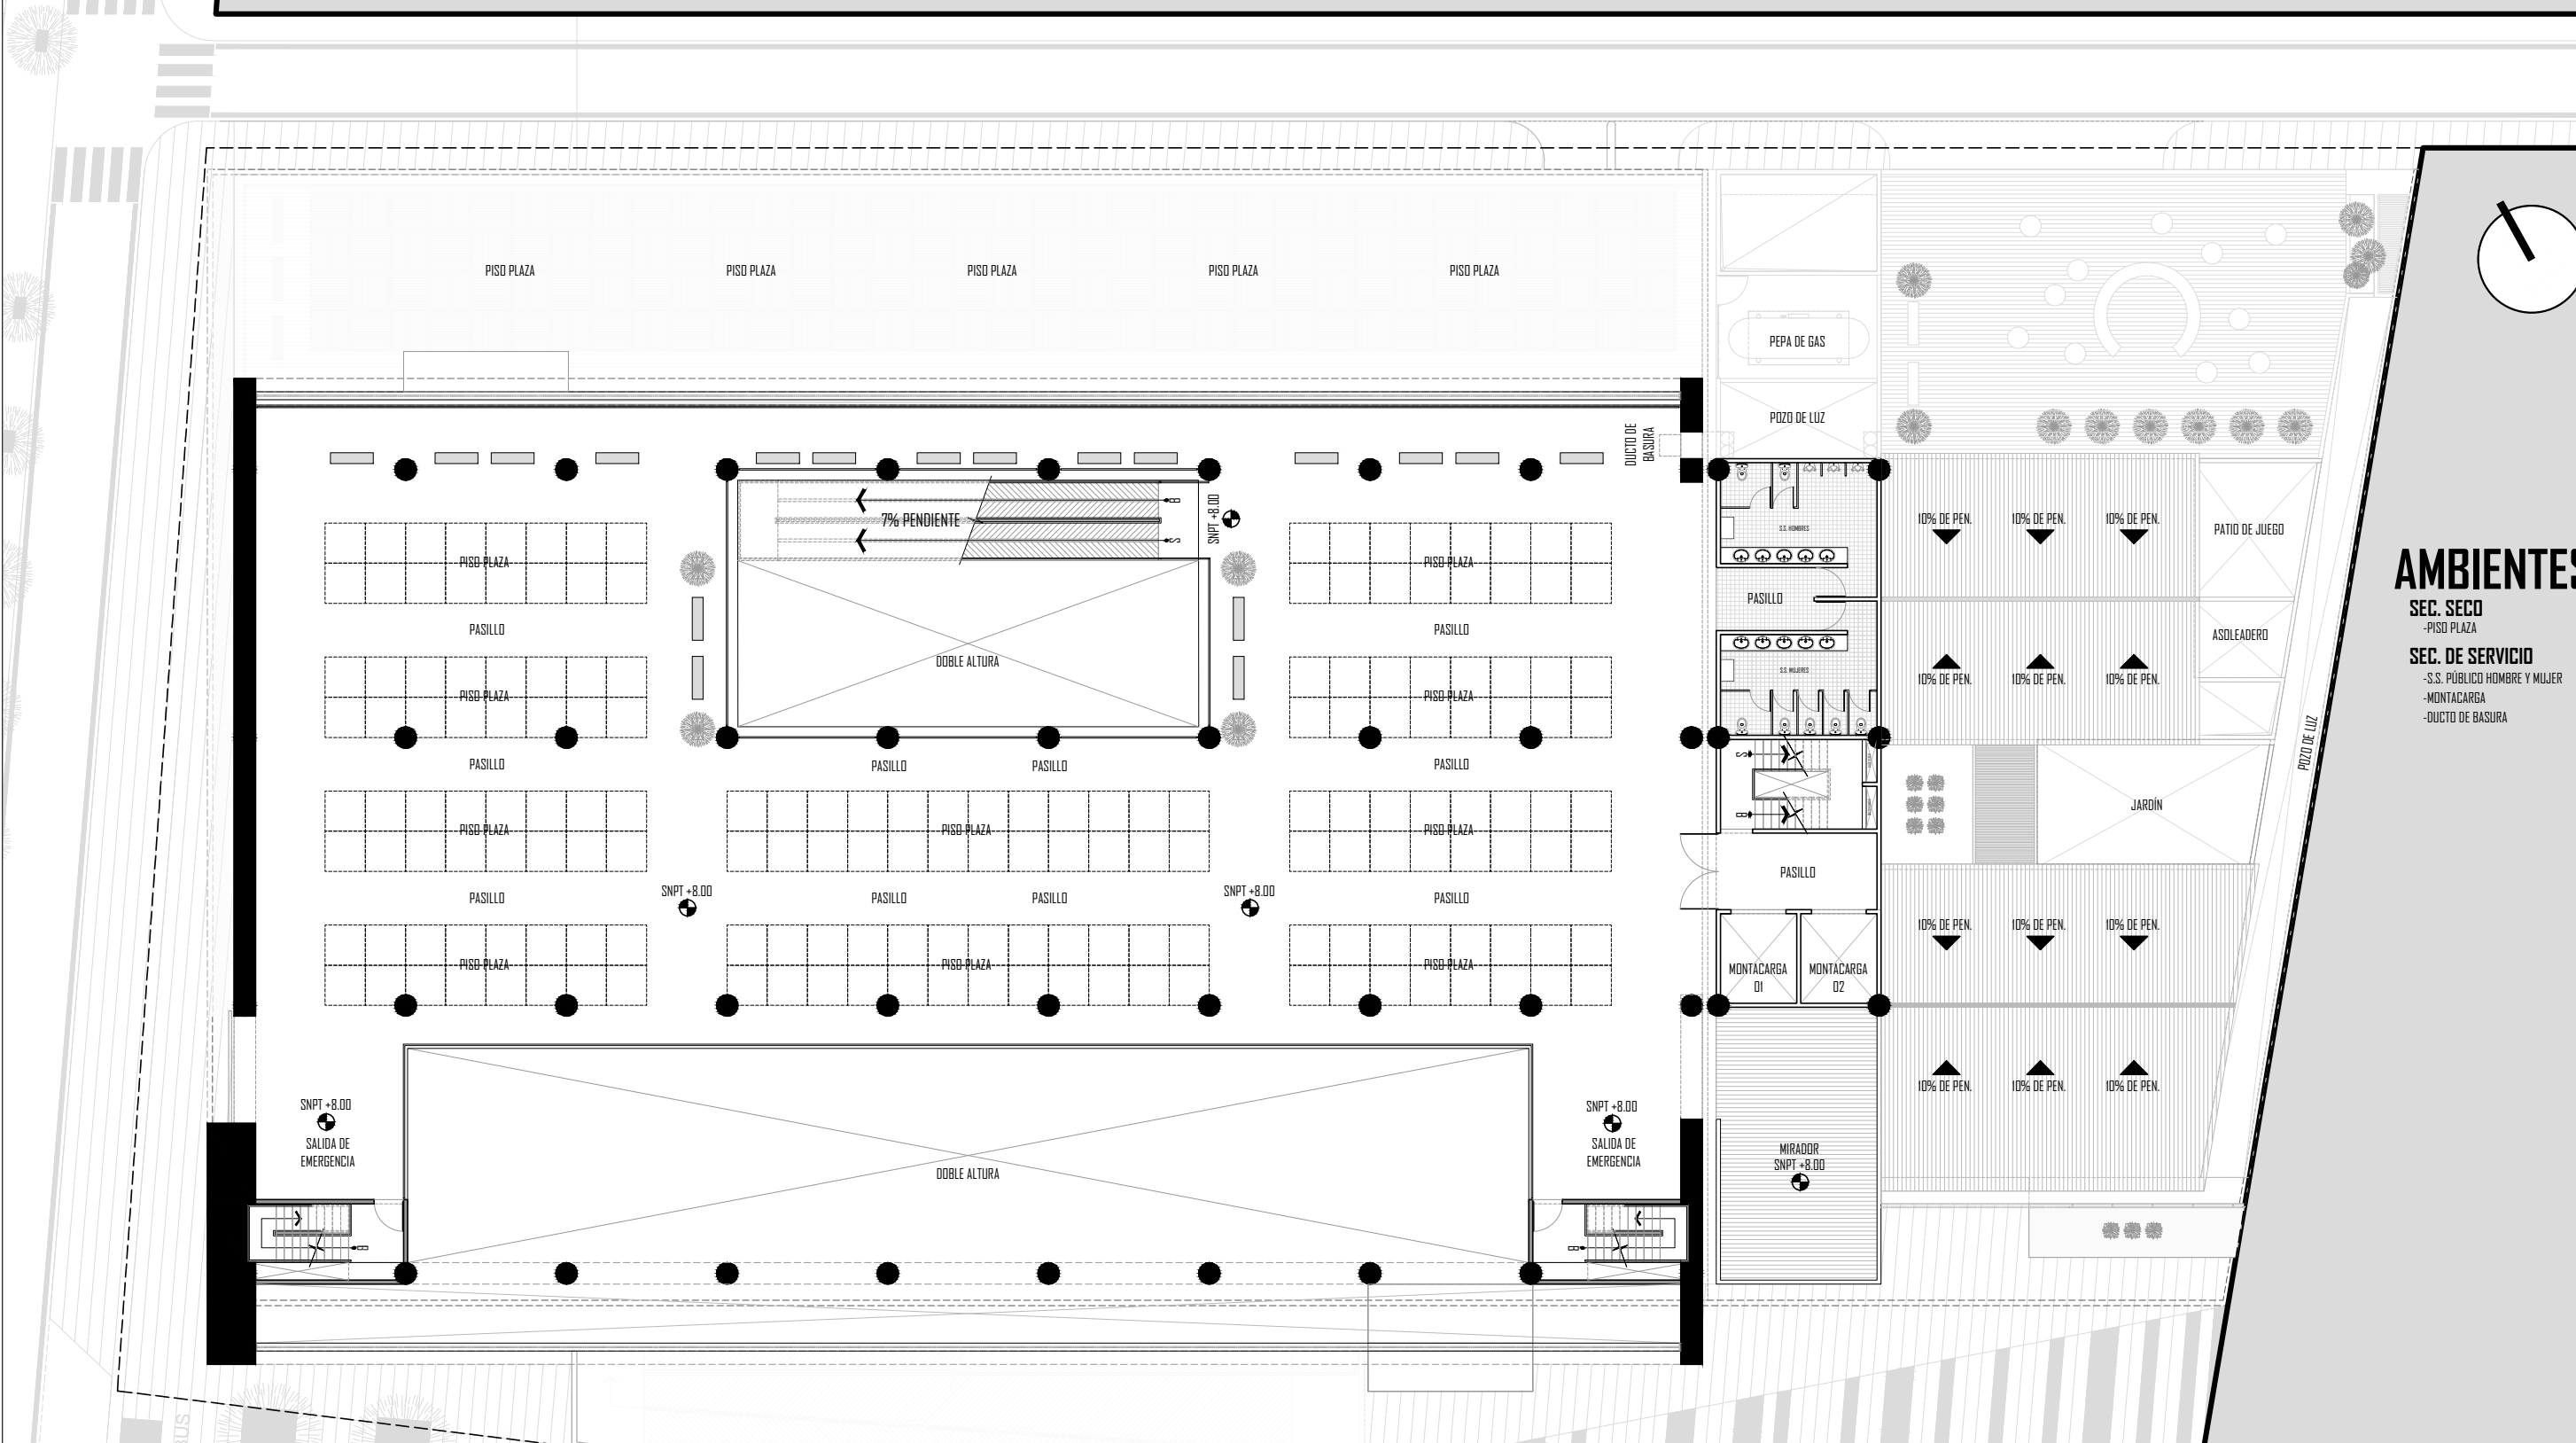 PISO PLAZA
PISO PLAZA
PISO PLAZA
PISO PLAZA
PISO PLAZA
PEPA DE GAS
POZO DE LUZ
DUCTO DE
BASURA
7% PENDIENTE
B
S
SNPT +8.00
S.S. HOMBRES
PASILLO
S.S. MUJERES
10% DE PEN.
10% DE PEN.
10% DE PEN.
10% DE PEN.
10% DE PEN.
10% DE PEN.
PATIO DE JUEGO
ASOLEADERO
POZO DE LUZ
AMBIENTES
SEC. SECO
-PISO PLAZA
SEC. DE SERVICIO
-S.S. PÚBLICO HOMBRE Y MUJER
-MONTACARGA
-DUCTO DE BASURA
PISO PLAZA
PISO PLAZA
PASILLO
PASILLO
DOBLE ALTURA
PISO PLAZA
PISO PLAZA
PASILLO
PASILLO
PASILLO
PASILLO
S
B
JARDÍN
PISO PLAZA
PISO PLAZA
PISO PLAZA
PASILLO
SNPT +8.00
SNPT +8.00
PASILLO
PASILLO
PASILLO
PASILLO
10% DE PEN.
10% DE PEN.
10% DE PEN.
PISO PLAZA
PISO PLAZA
PISO PLAZA
MONTACARGA
01
MONTACARGA
02
10% DE PEN.
10% DE PEN.
10% DE PEN.
SNPT +8.00
SALIDA DE
EMERGENCIA
SNPT +8.00
SALIDA DE
EMERGENCIA
DOBLE ALTURA
MIRADOR
SNPT +8.00
B
B
BUS